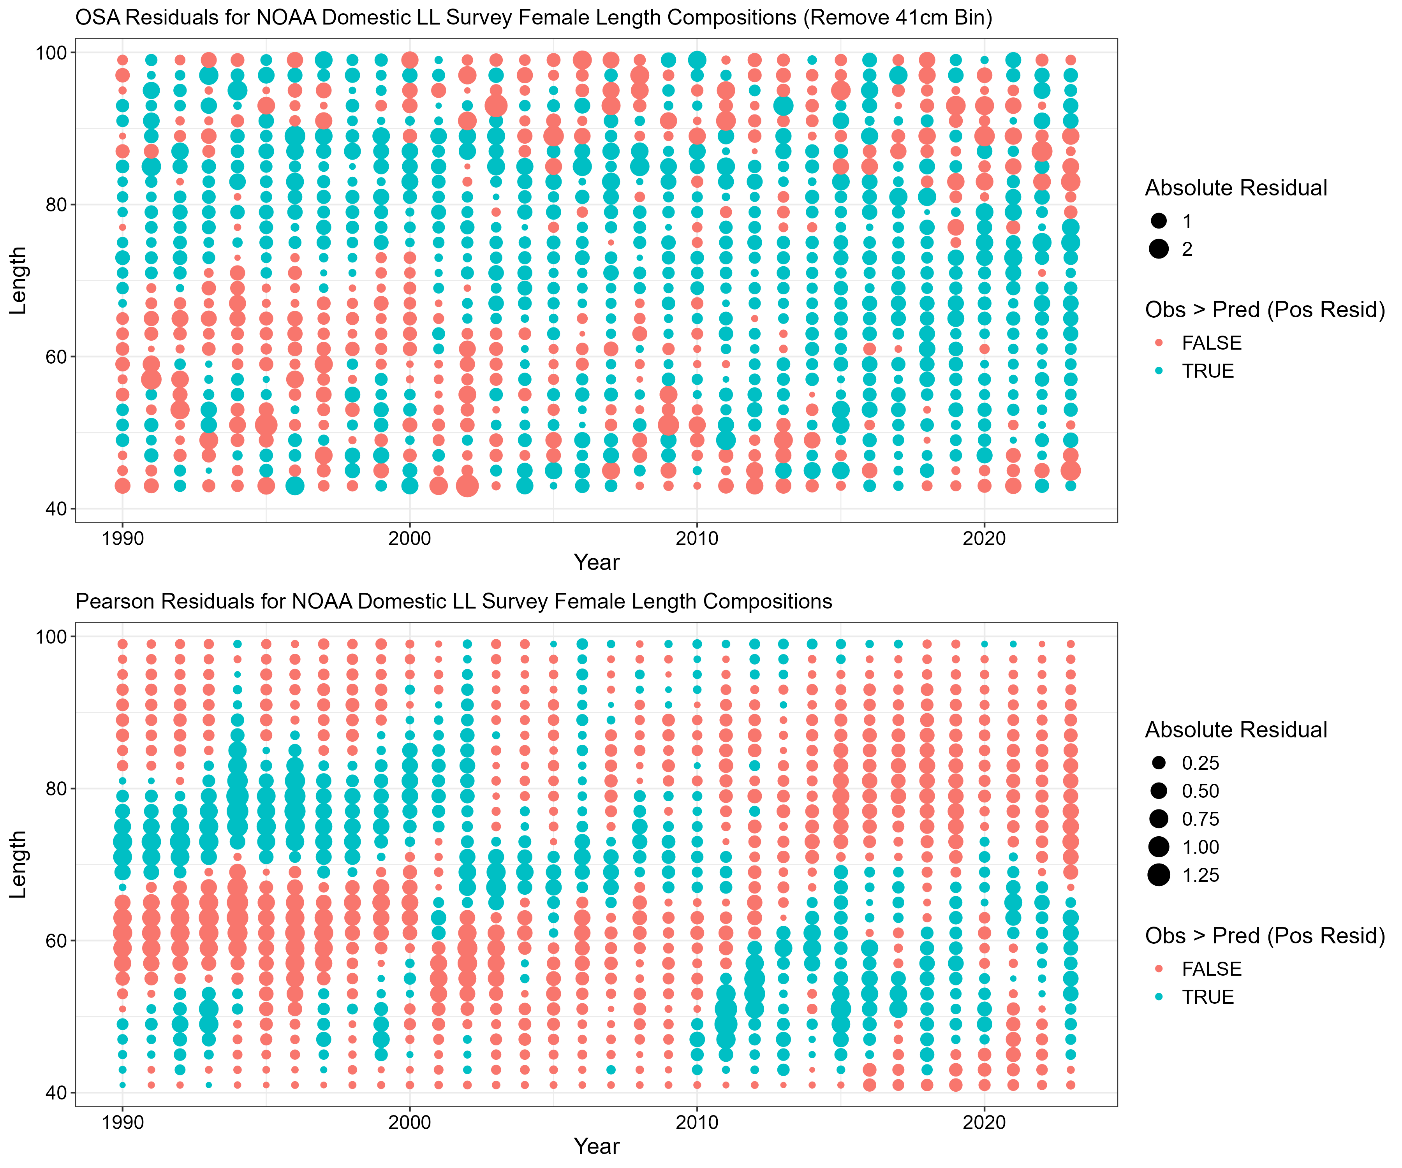 OSA Residuals for NOAA Domestic LL Survey Female Length Compositions (Remove 41cm Bin)
100
80
60
40
Length
1990
2000
2010
2020
Year
Absolute Residual
1
2
Obs > Pred (Pos Resid)
FALSE
TRUE
Pearson Residuals for NOAA Domestic LL Survey Female Length Compositions
100
80
60
40
Length
1990
2000
2010
2020
Year
Absolute Residual
0.25
0.50
0.75
1.00
1.25
Obs > Pred (Pos Resid)
FALSE
TRUE